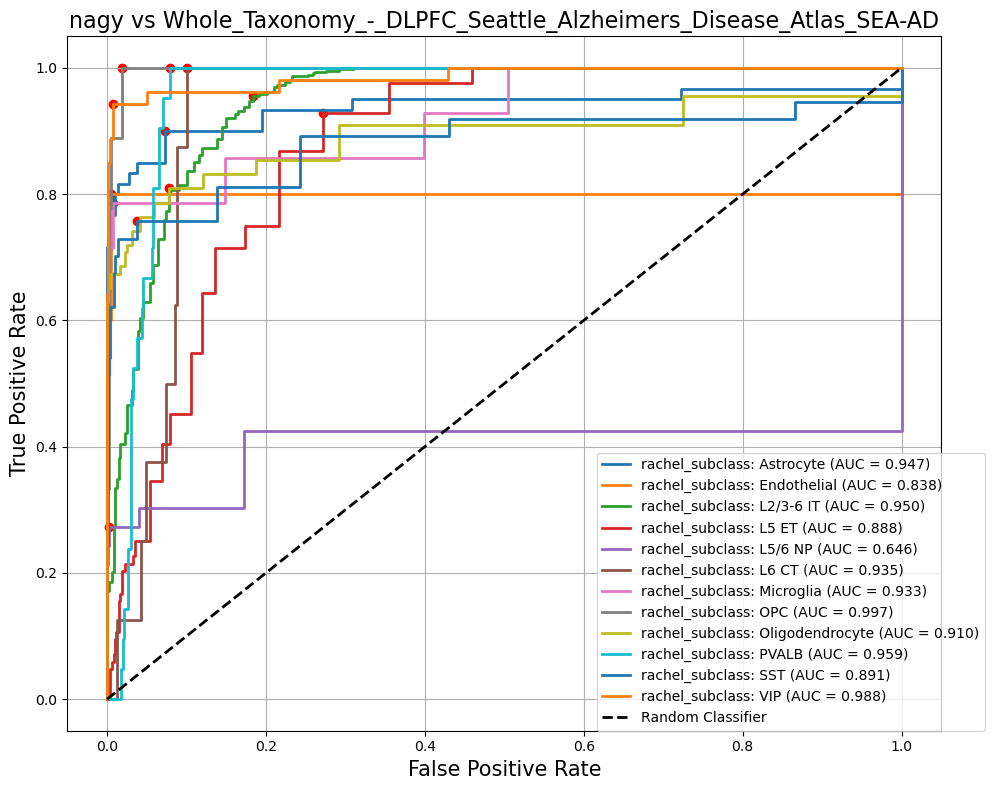 nagy vs Whole_Taxonomy_-_DLPFC_Seattle_Alzheimers_Disease_Atlas_SEA-AD
True Positive Rate
1.0
0.8
0.6
0.4
0.2
0.0
rachel_subclass: Astrocyte (AUC = 0.947)
rachel_subclass: Endothelial (AUC = 0.838)
rachel_subclass: L2/3-6 IT (AUC = 0.950)
rachel_subclass: L5 ET (AUC = 0.888)
rachel_subclass: L5/6 NP (AUC = 0.646)
rachel_subclass: L6 CT (AUC = 0.935)
rachel_subclass: Microglia (AUC = 0.933)
rachel_subclass: OPC (AUC = 0.997)
rachel_subclass: Oligodendrocyte (AUC = 0.910)
rachel_subclass: PVALB (AUC = 0.959)
rachel_subclass: SST (AUC = 0.891)
rachel_subclass: VIP (AUC = 0.988)
Random Classifier
0.0 0.2 0.4 0.6 0.8 1.0
False Positive Rate